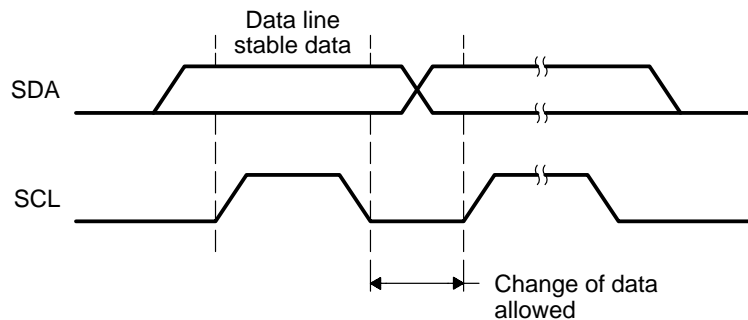 Data line
stable data
SDA
SCL
Change of data
allowed